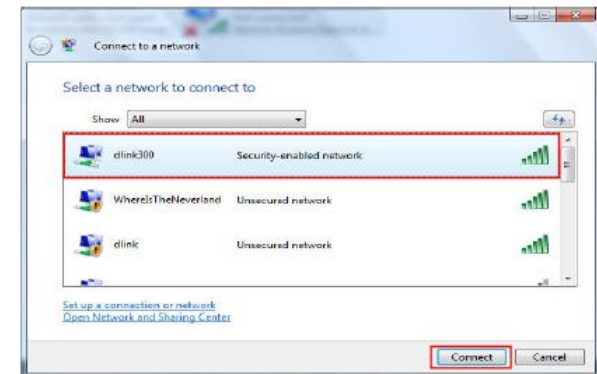 Connect to a network
Select a network to connect to
Show All
dlink300 Security-enabled network
WhereIsTheNeverland Unsecured network
dlink Unsecured network
Set up a connection or network
Open Network and Sharing Center
Connect Cancel